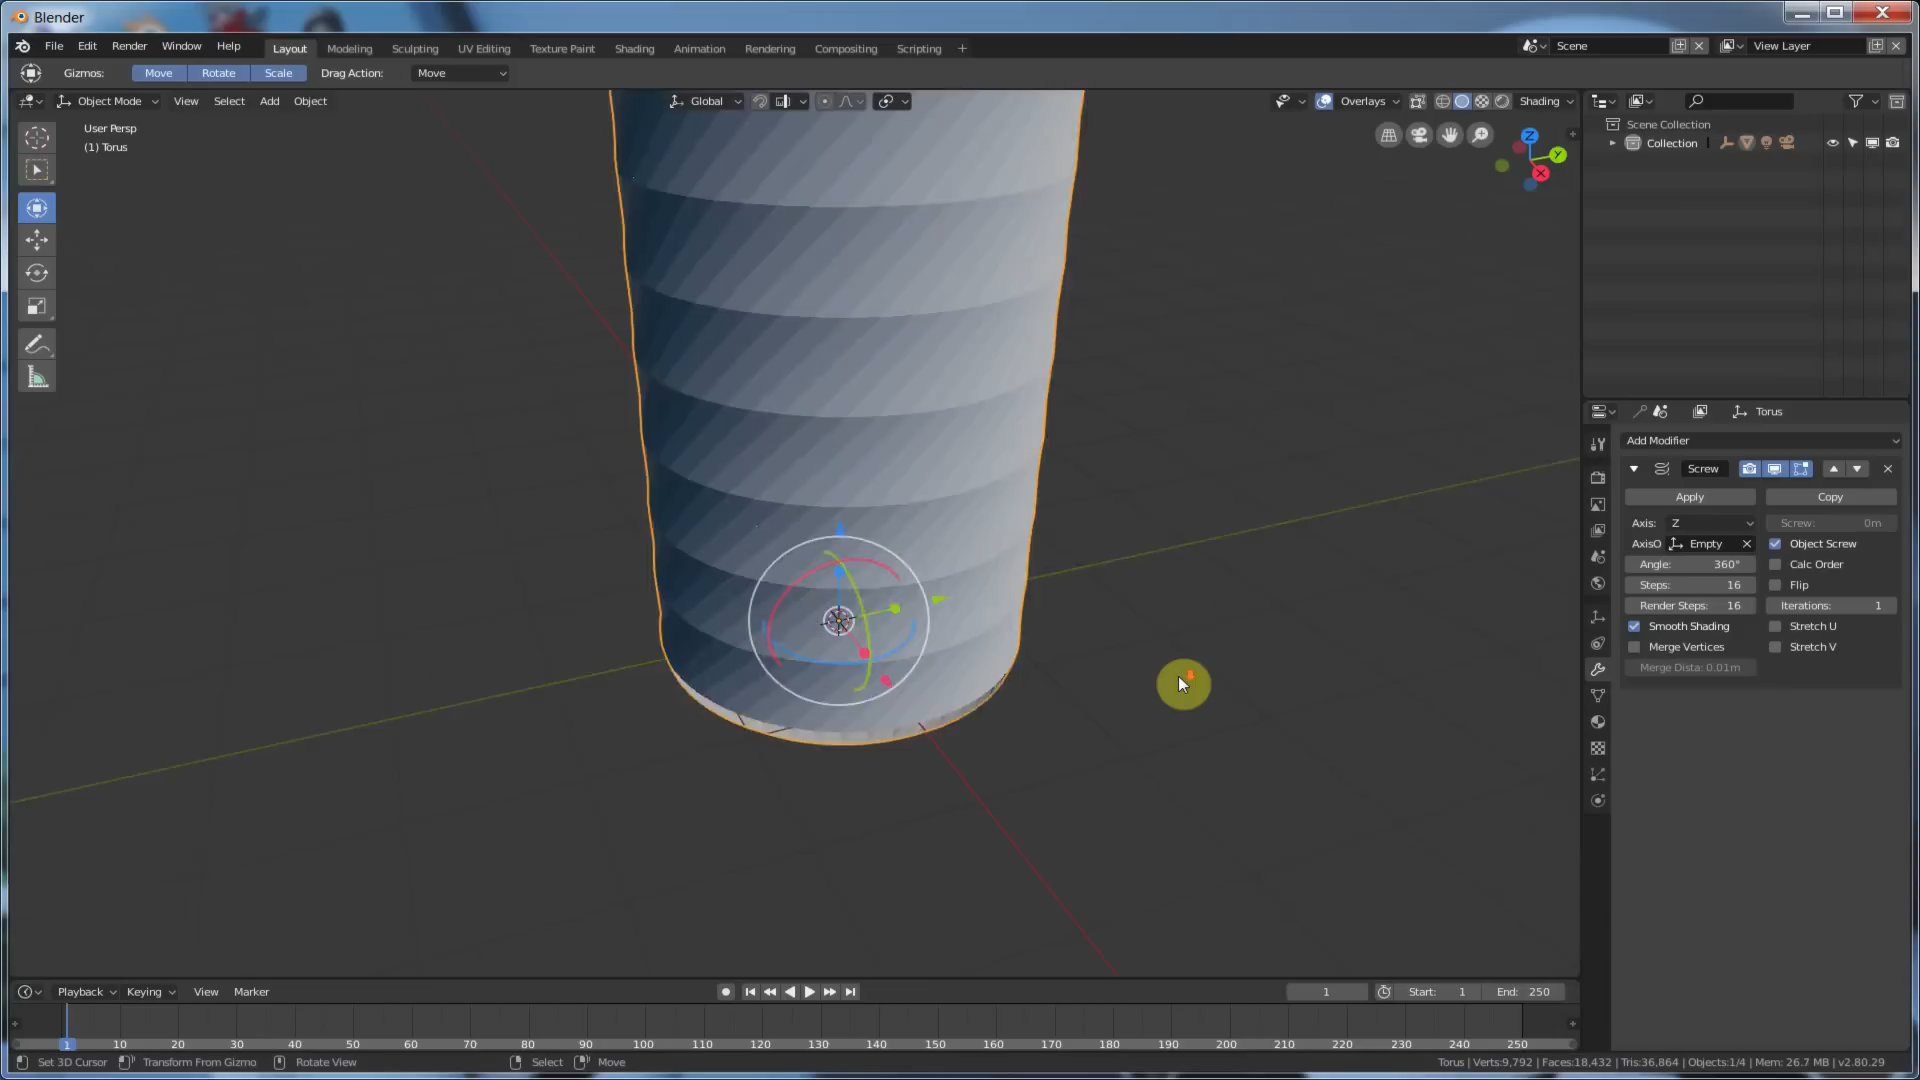 Blender
File Edit Render Window Help
Layout Modeling Sculpting UV Editing Texture Paint Shading Animation Rendering Compositing Scripting +
Scene
View Layer
Gizmos: Move Rotate Scale Drag Action: Move
Object Mode View Select Add Object
Global
Overlays Shading
User Persp
(1) Torus
Z
Y
X
Scene Collection
Collection
Torus
Add Modifier
Screw
Apply Copy
Axis: Z Screw: 0m
AxisO Empty Object Screw
Angle: 360° Calc Order
Steps: 16 Flip
Render Steps: 16 Iterations: 1
Smooth Shading Stretch U
Merge Vertices Stretch V
Merge Dista: 0.01m
Playback Keying View Marker
1 Start: 1 End: 250
1 10 20 30 40 50 60 70 80 90 100 110 120 130 140 150 160 170 180 190 200 210 220 230 240 250
Set 3D Cursor Transform From Gizmo Rotate View Select Move
Torus | Verts:9,792 | Faces:18,432 | Tris:36,864 | Objects:1/4 | Mem: 26.7 MB | v2.80.29